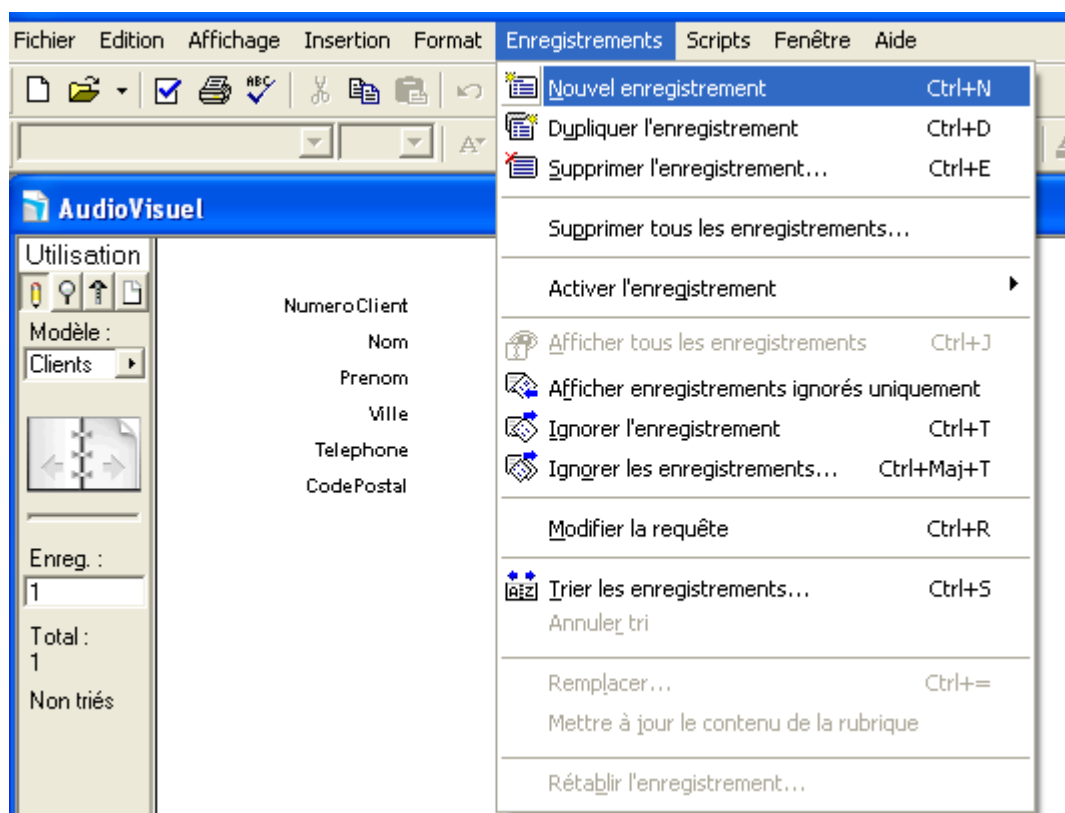 Fichier Edition Affichage Insertion Format Enregistrements Scripts Fenêtre Aide
ABC
Nouvel enregistrement Ctrl+N
Dupliquer l'enregistrement Ctrl+D
Supprimer l'enregistrement... Ctrl+E
AudioVisuel
Supprimer tous les enregistrements...
Utilisation
Activer l'enregistrement
NumeroClient
Modèle :
Nom
Afficher tous les enregistrements Ctrl+J
Clients
Prenom
Afficher enregistrements ignorés uniquement
Ville
Ignorer l'enregistrement Ctrl+T
Telephone
Ignorer les enregistrements... Ctrl+Maj+T
CodePostal
Modifier la requête Ctrl+R
Enreg. :
1
Trier les enregistrements... Ctrl+S
Annuler tri
Total :
1
Non triés
Remplacer... Ctrl+=
Mettre à jour le contenu de la rubrique
Rétablir l'enregistrement...